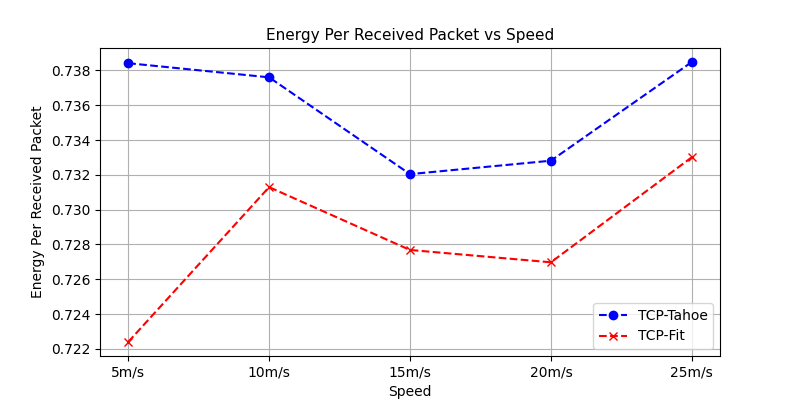 Energy Per Received Packet vs Speed
Energy Per Received Packet
0.738
0.736
0.734
0.732
0.730
0.728
0.726
0.724
0.722
TCP-Tahoe
TCP-Fit
5m/s 10m/s 15m/s 20m/s 25m/s
Speed